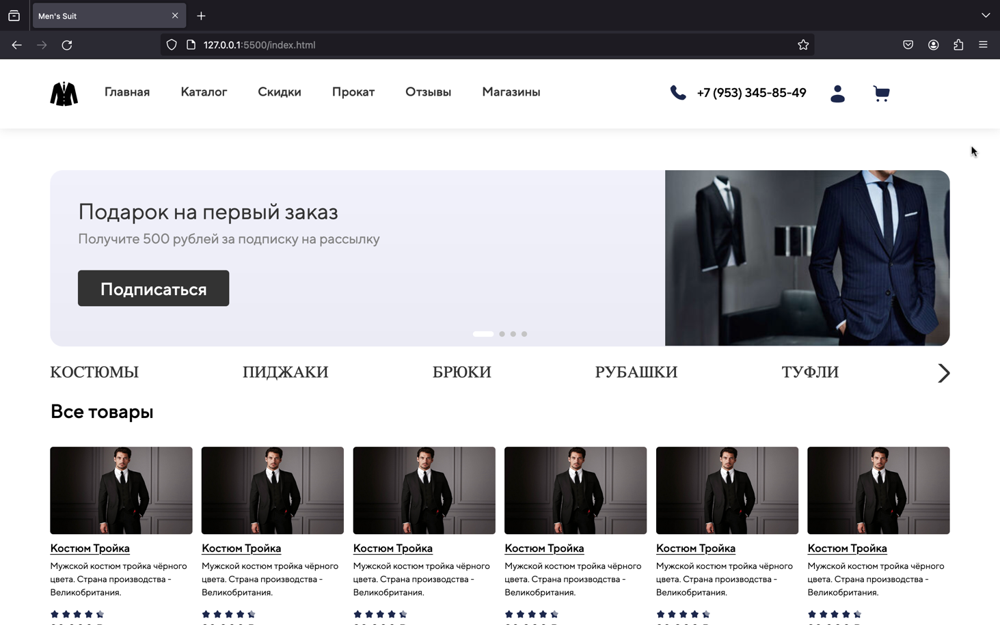 Men's Suit
127.0.0.1:5500/index.html
Главная
Каталог
Скидки
Прокат
Отзывы
Магазины
+7 (953) 345-85-49
Подарок на первый заказ
Получите 500 рублей за подписку на рассылку
Подписаться
КОСТЮМЫ
ПИДЖАКИ
БРЮКИ
РУБАШКИ
ТУФЛИ
Все товары
Костюм Тройка
Мужской костюм тройка чёрного
цвета. Страна производства -
Великобритания.
Костюм Тройка
Мужской костюм тройка чёрного
цвета. Страна производства -
Великобритания.
Костюм Тройка
Мужской костюм тройка чёрного
цвета. Страна производства -
Великобритания.
Костюм Тройка
Мужской костюм тройка чёрного
цвета. Страна производства -
Великобритания.
Костюм Тройка
Мужской костюм тройка чёрного
цвета. Страна производства -
Великобритания.
Костюм Тройка
Мужской костюм тройка чёрного
цвета. Страна производства -
Великобритания.